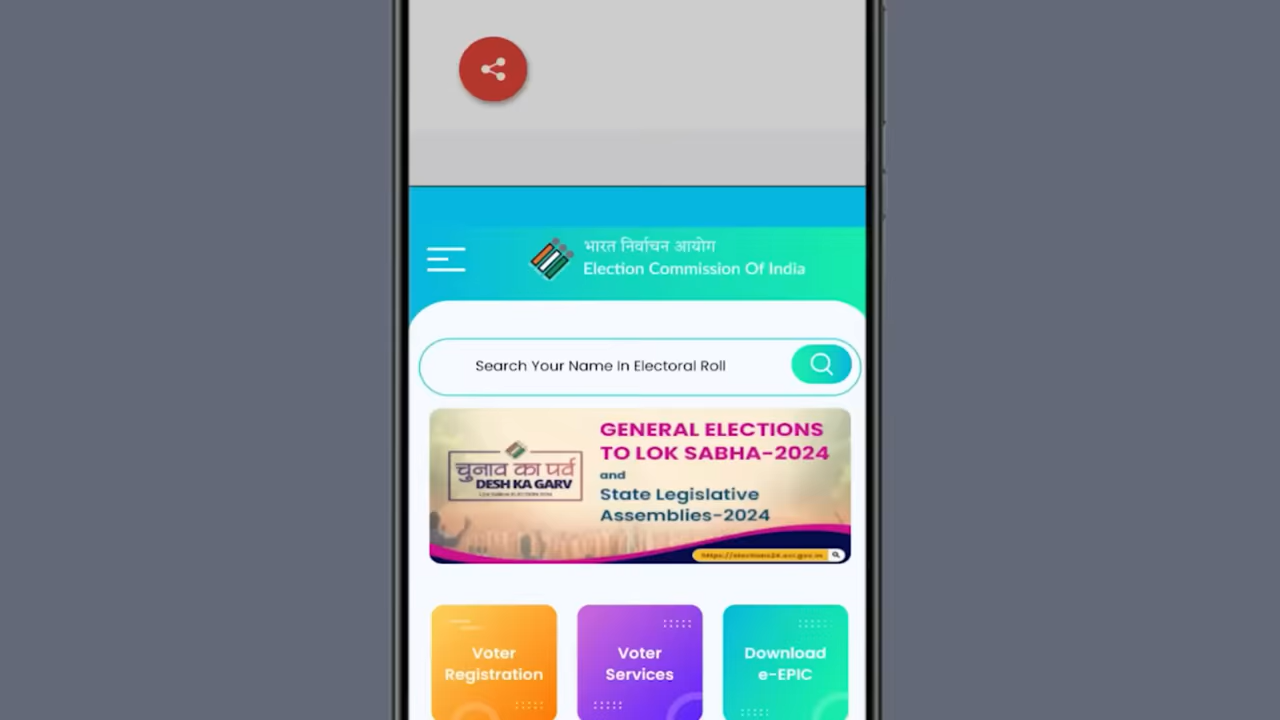 भारत निर्वाचन आयोग
Election Commission Of India
Search Your Name In Electoral Roll
GENERAL ELECTIONS
TO LOK SABHA-2024
and
State Legislative
Assemblies-2024
चुनाव का पर्व
DESH KA GARV
https://elections24.eci.gov.in
Voter
Registration
Voter
Services
Download
e-EPIC